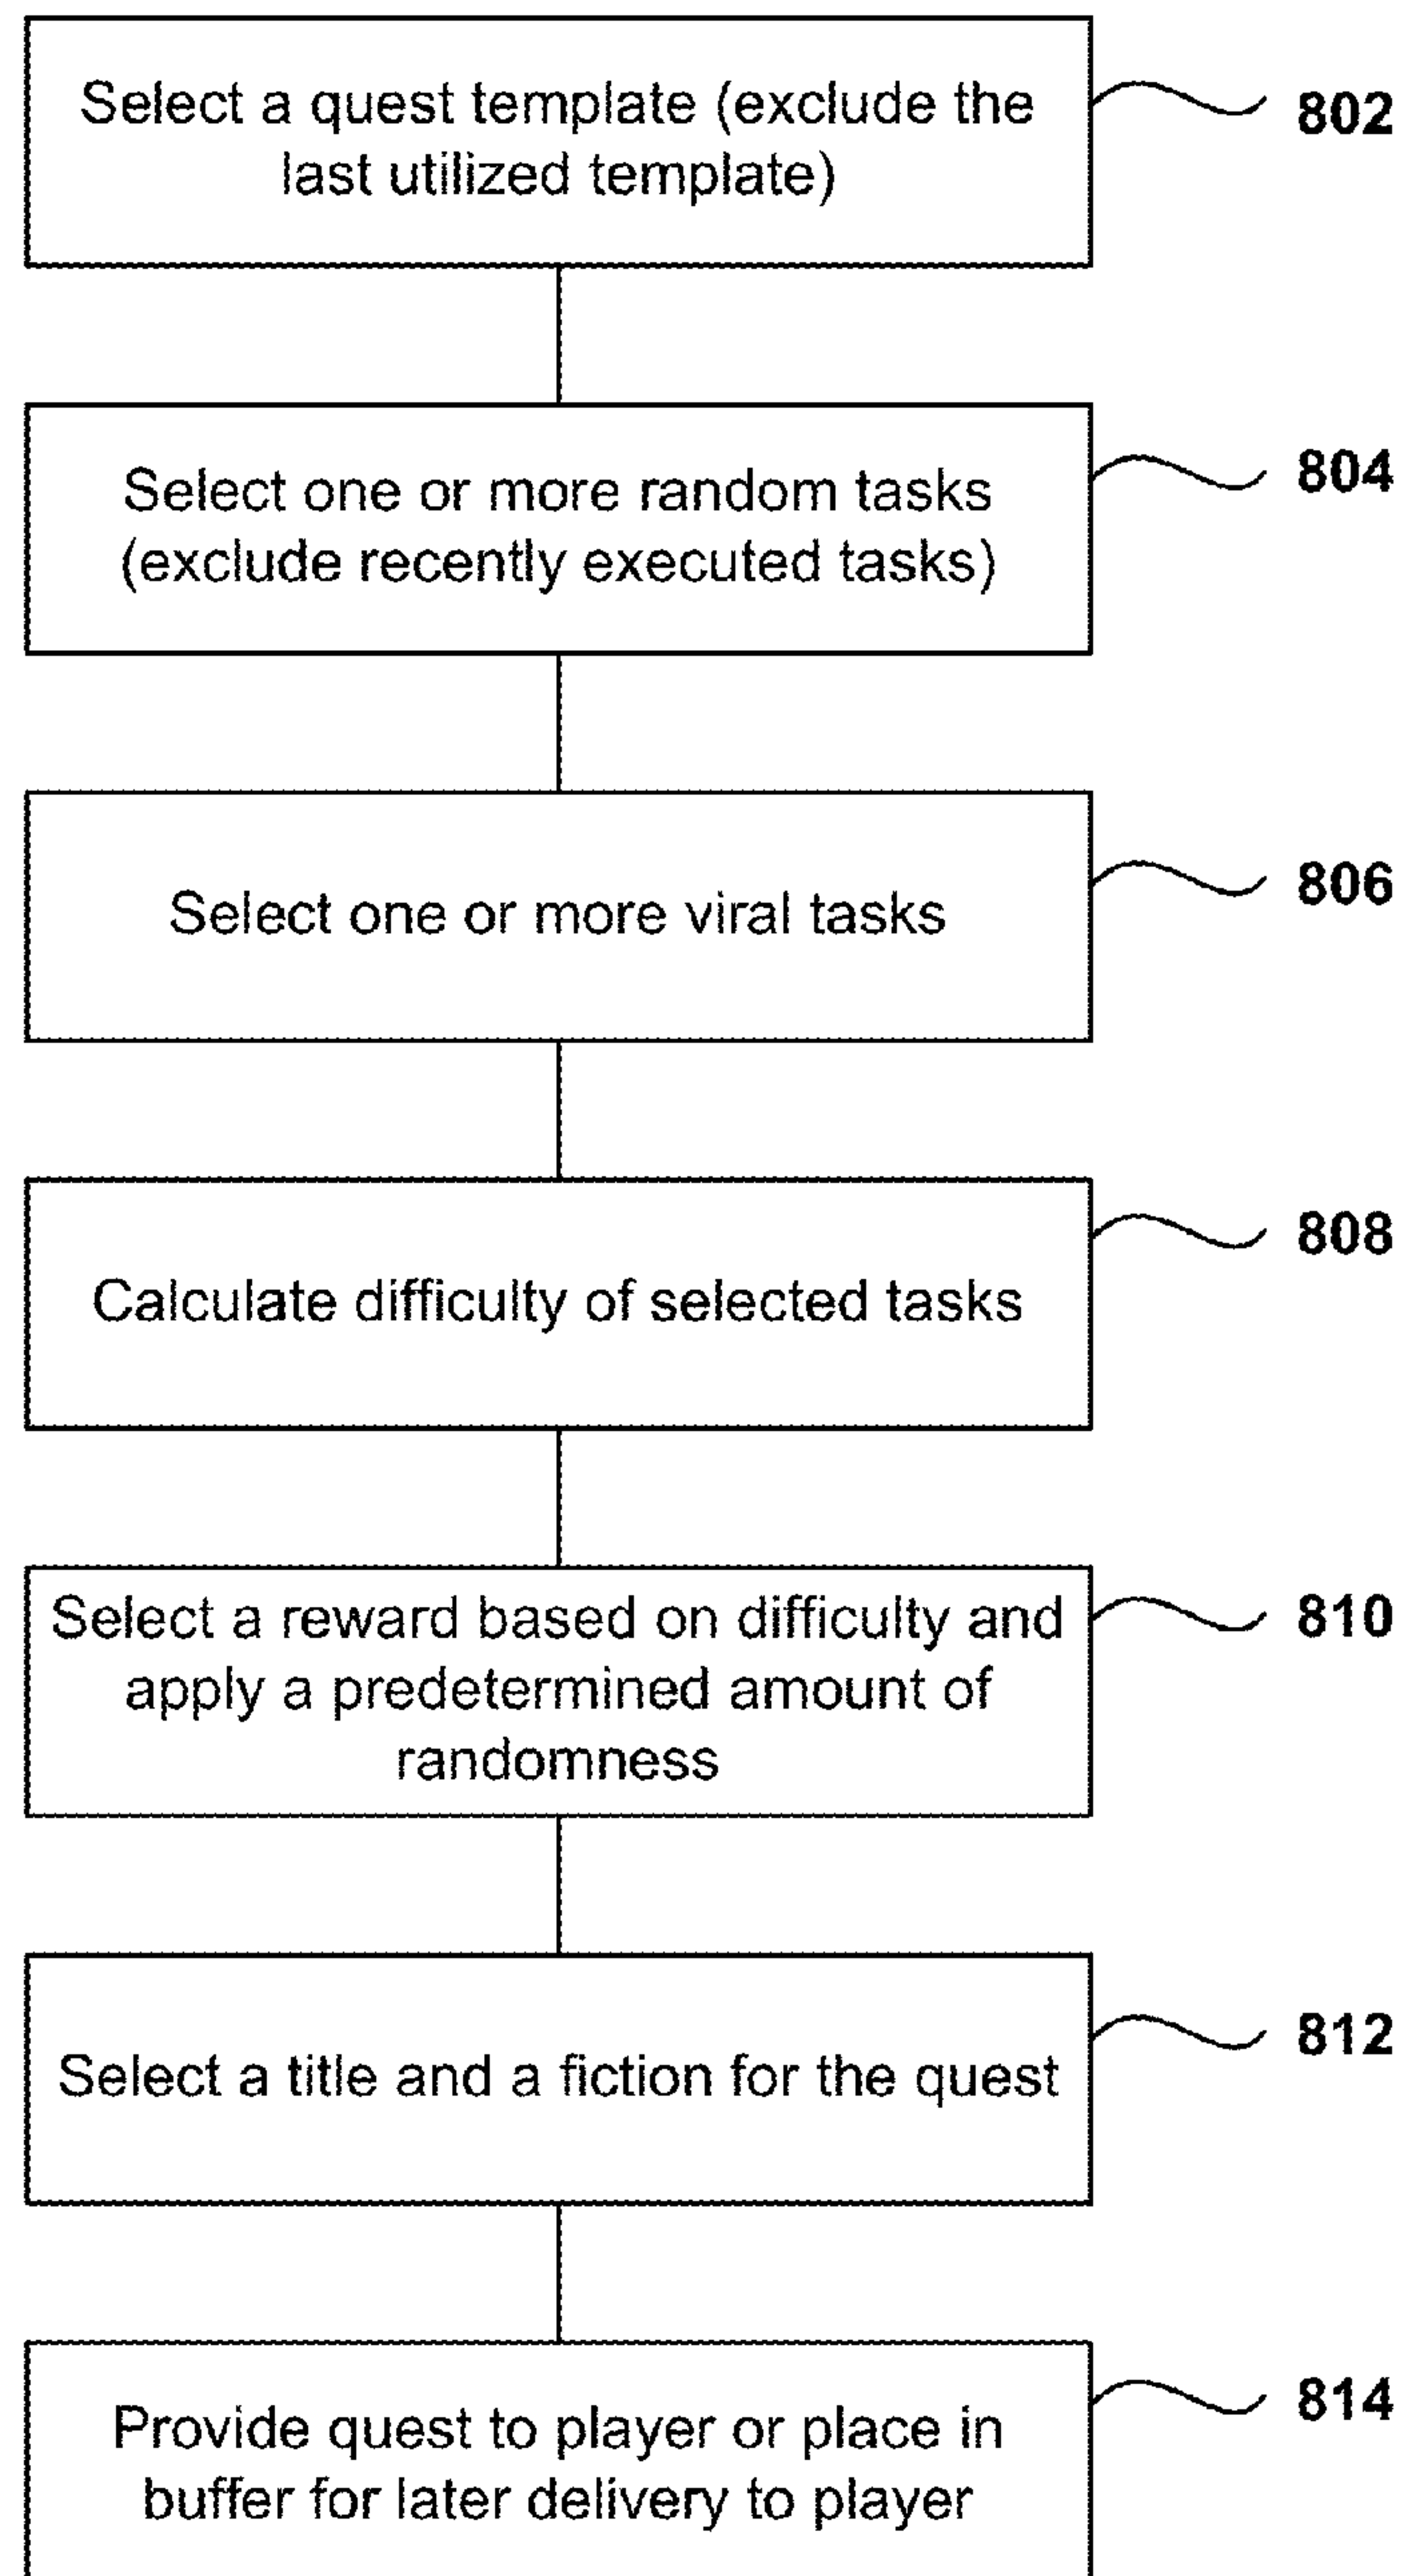 Select a quest template (exclude the
last utilized template)
802
Select one or more random tasks
(exclude recently executed tasks)
804
Select one or more viral tasks
806
Calculate difficulty of selected tasks
808
Select a reward based on difficulty and
apply a predetermined amount of
randomness
810
Select a title and a fiction for the quest
812
Provide quest to player or place in
buffer for later delivery to player
814